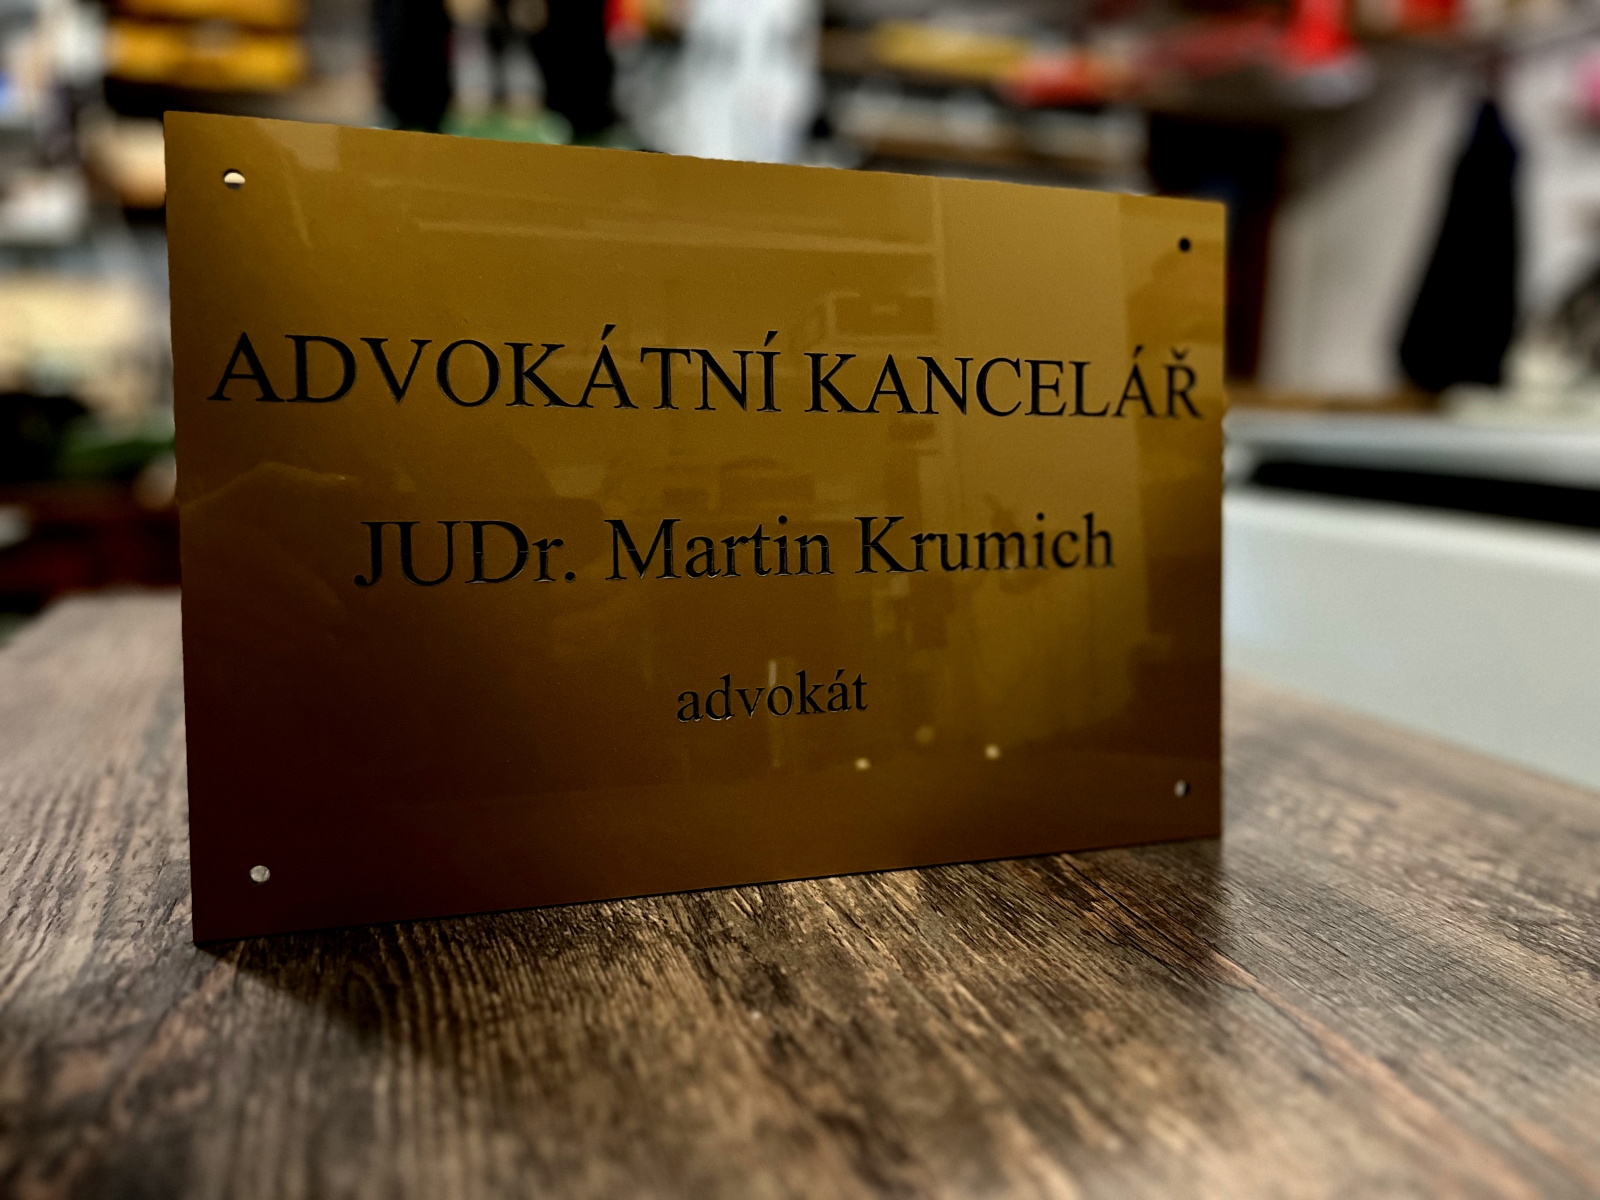 ADVOKÁTNÍ KANCELÁŘ
JUDr. Martin Krumich
advokát